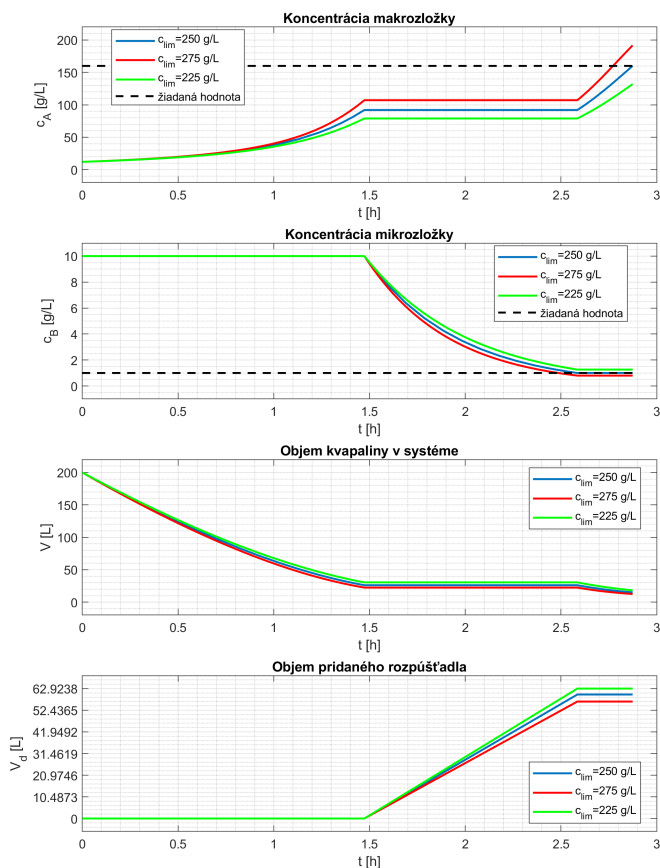 Koncentrácia makrozložky
c_A [g/L]
200
150
100
50
0
c_lim=250 g/L
c_lim=275 g/L
c_lim=225 g/L
žiadaná hodnota
0 0.5 1 1.5 2 2.5 3
t [h]
Koncentrácia mikrozložky
c_B [g/L]
10
8
6
4
2
0
c_lim=250 g/L
c_lim=275 g/L
c_lim=225 g/L
žiadaná hodnota
0 0.5 1 1.5 2 2.5 3
t [h]
Objem kvapaliny v systéme
V [L]
200
150
100
50
0
c_lim=250 g/L
c_lim=275 g/L
c_lim=225 g/L
0 0.5 1 1.5 2 2.5 3
t [h]
Objem pridaného rozpúšťadla
V_d [L]
62.9238
52.4365
41.9492
31.4619
20.9746
10.4873
0
c_lim=250 g/L
c_lim=275 g/L
c_lim=225 g/L
0 0.5 1 1.5 2 2.5 3
t [h]